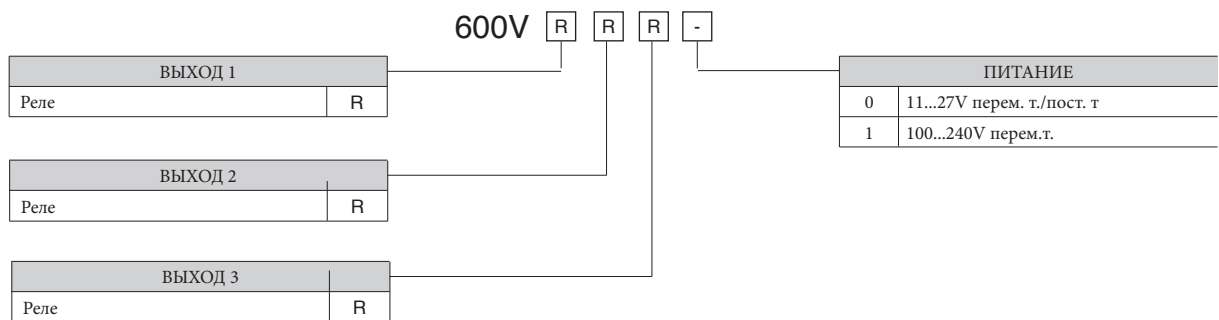 600V R R R -
ВЫХОД 1
Реле R
ПИТАНИЕ
0 11...27V перем. т./пост. т
1 100...240V перем.т.
ВЫХОД 2
Реле R
ВЫХОД 3
Реле R